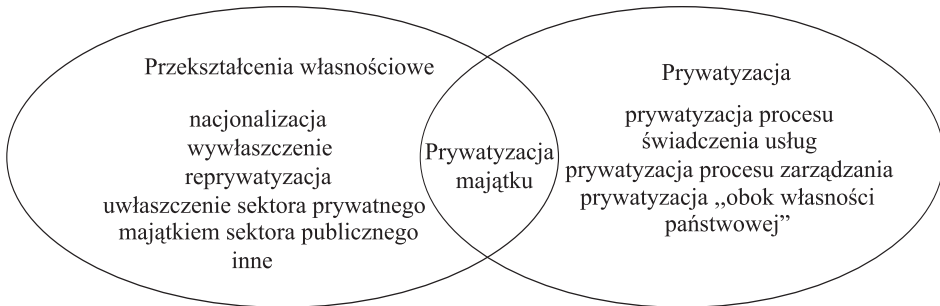 Przekształcenia własnościowe
nacjonalizacja
wywłaszczenie
reprywatyzacja
uwłaszczenie sektora prywatnego
majątkiem sektora publicznego
inne
Prywatyzacja
majątku
Prywatyzacja
prywatyzacja procesu
świadczenia usług
prywatyzacja procesu zarządzania
prywatyzacja ,,obok własności
państwowej”